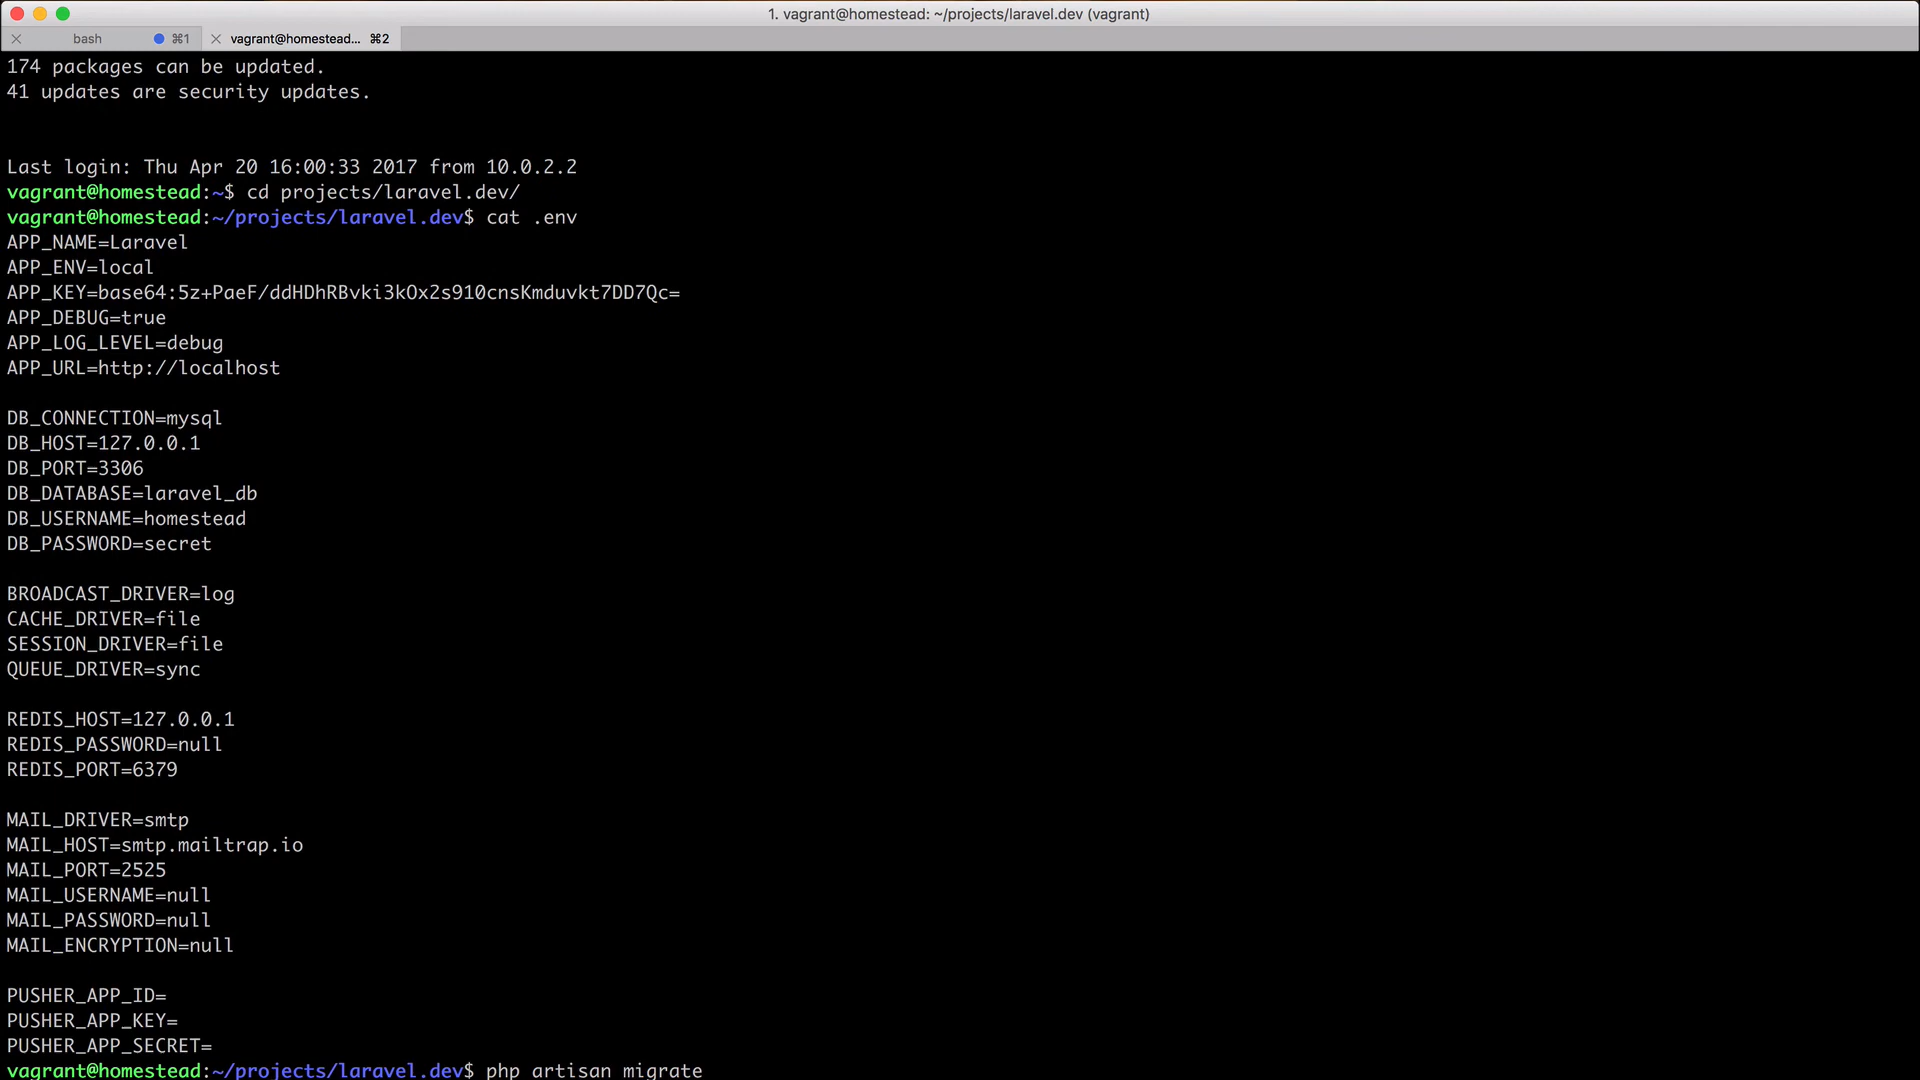 1. vagrant@homestead: ~/projects/laravel.dev (vagrant)
bash ⌘1 vagrant@homestead... ⌘2
174 packages can be updated.
41 updates are security updates.
Last login: Thu Apr 20 16:00:33 2017 from 10.0.2.2
vagrant@homestead:~$ cd projects/laravel.dev/
vagrant@homestead:~/projects/laravel.dev$ cat .env
APP_NAME=Laravel
APP_ENV=local
APP_KEY=base64:5z+PaeF/ddHDhRBvki3kOx2s910cnsKmduvkt7DD7Qc=
APP_DEBUG=true
APP_LOG_LEVEL=debug
APP_URL=http://localhost
DB_CONNECTION=mysql
DB_HOST=127.0.0.1
DB_PORT=3306
DB_DATABASE=laravel_db
DB_USERNAME=homestead
DB_PASSWORD=secret
BROADCAST_DRIVER=log
CACHE_DRIVER=file
SESSION_DRIVER=file
QUEUE_DRIVER=sync
REDIS_HOST=127.0.0.1
REDIS_PASSWORD=null
REDIS_PORT=6379
MAIL_DRIVER=smtp
MAIL_HOST=smtp.mailtrap.io
MAIL_PORT=2525
MAIL_USERNAME=null
MAIL_PASSWORD=null
MAIL_ENCRYPTION=null
PUSHER_APP_ID=
PUSHER_APP_KEY=
PUSHER_APP_SECRET=
vagrant@homestead:~/projects/laravel.dev$ php artisan migrate